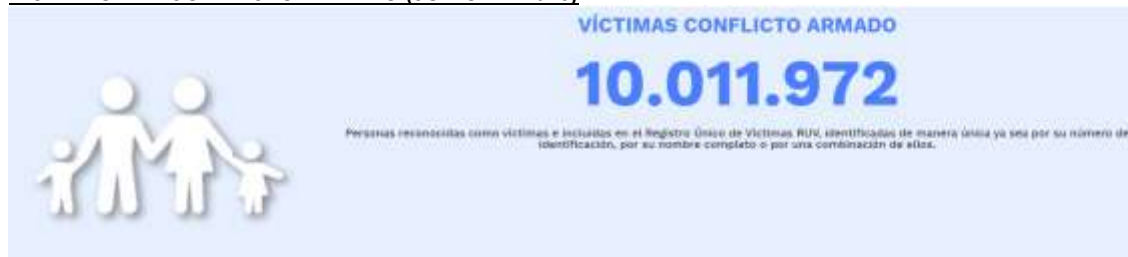 VÍCTIMAS CONFLICTO ARMADO
10.011.972
Personas reconocidas como víctimas e incluidas en el Registro Único de Víctimas RUV, identificadas de manera única ya sea por su número de
identificación, por su nombre completo o por una combinación de ellos.